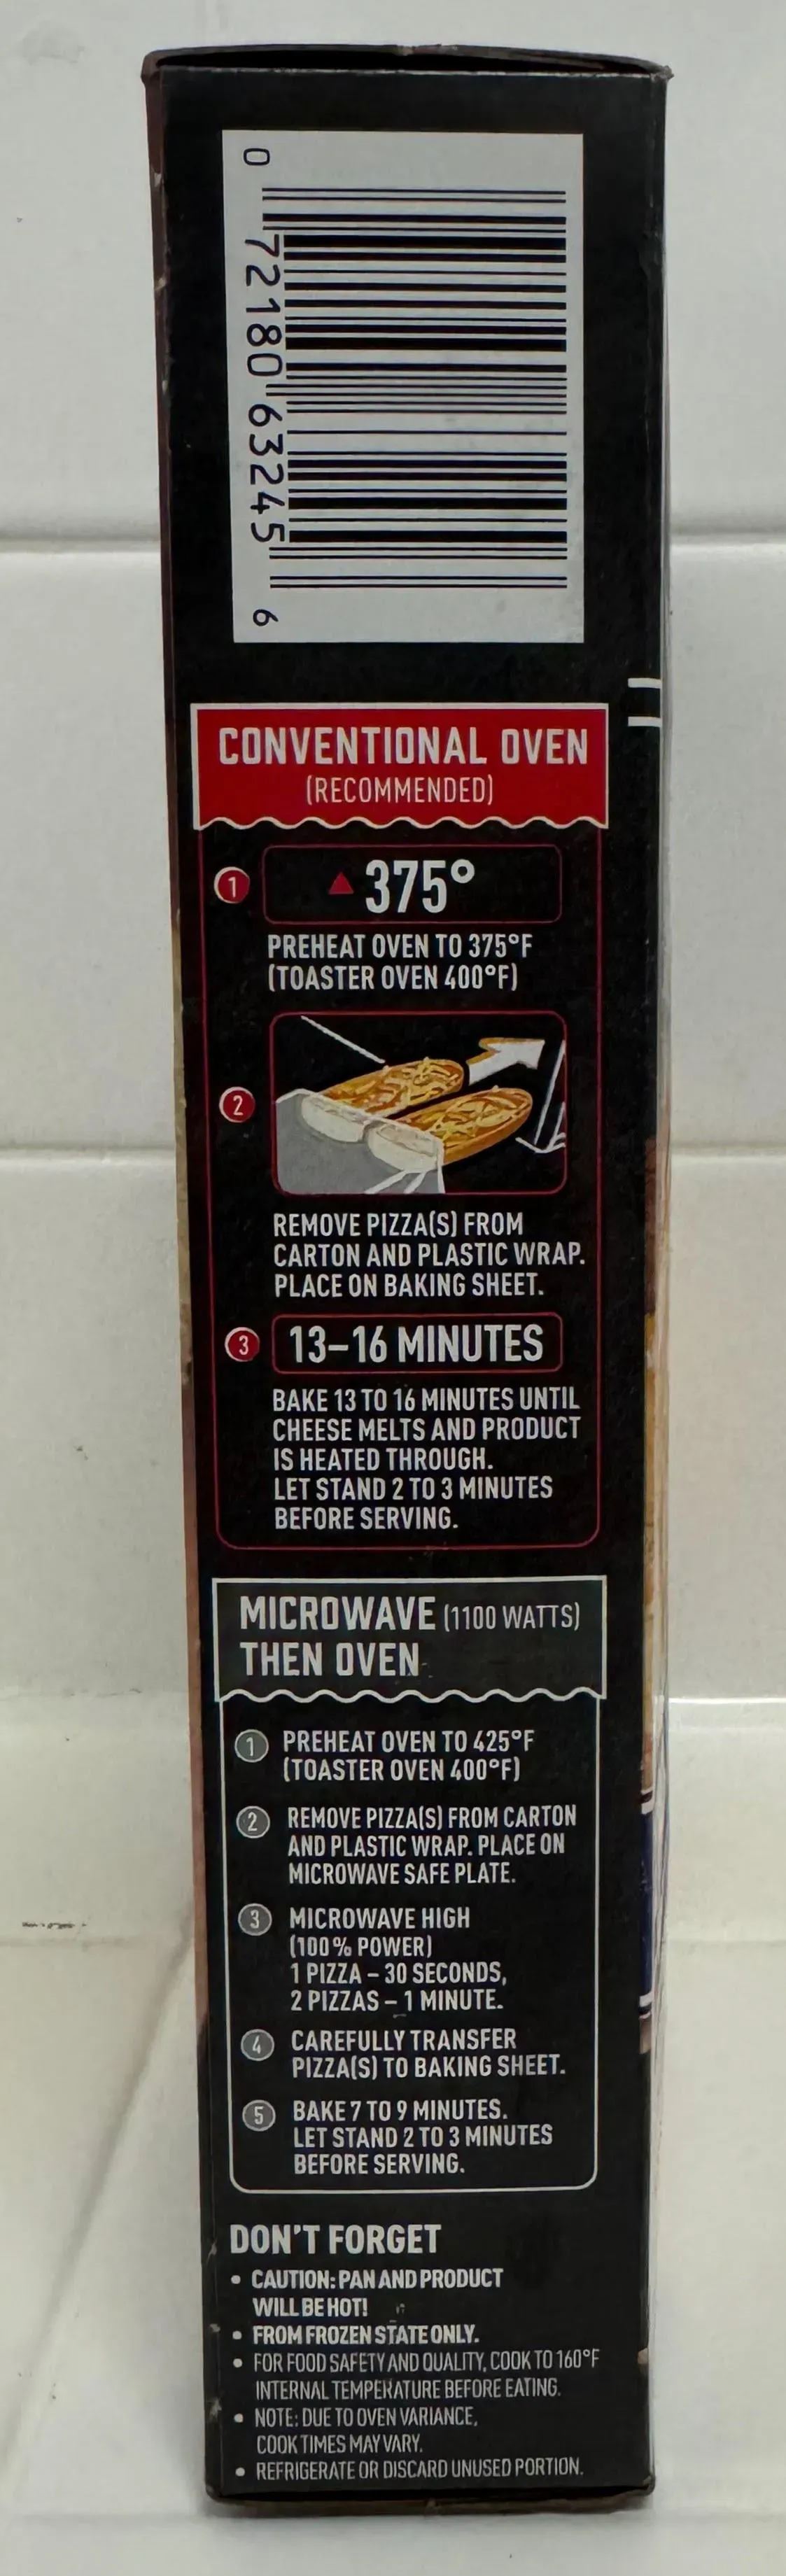 0 72180 63245 6
CONVENTIONAL OVEN
(RECOMMENDED)
1 375°
PREHEAT OVEN TO 375°F
(TOASTER OVEN 400°F)
2
REMOVE PIZZA(S) FROM
CARTON AND PLASTIC WRAP.
PLACE ON BAKING SHEET.
3 13–16 MINUTES
BAKE 13 TO 16 MINUTES UNTIL
CHEESE MELTS AND PRODUCT
IS HEATED THROUGH.
LET STAND 2 TO 3 MINUTES
BEFORE SERVING.
MICROWAVE (1100 WATTS)
THEN OVEN
1 PREHEAT OVEN TO 425°F
(TOASTER OVEN 400°F)
2 REMOVE PIZZA(S) FROM CARTON
AND PLASTIC WRAP. PLACE ON
MICROWAVE SAFE PLATE.
3 MICROWAVE HIGH
(100% POWER)
1 PIZZA – 30 SECONDS,
2 PIZZAS – 1 MINUTE.
4 CAREFULLY TRANSFER
PIZZA(S) TO BAKING SHEET.
5 BAKE 7 TO 9 MINUTES.
LET STAND 2 TO 3 MINUTES
BEFORE SERVING.
DON'T FORGET
• CAUTION: PAN AND PRODUCT
WILL BE HOT!
• FROM FROZEN STATE ONLY.
• FOR FOOD SAFETY AND QUALITY, COOK TO 160°F
INTERNAL TEMPERATURE BEFORE EATING.
• NOTE: DUE TO OVEN VARIANCE,
COOK TIMES MAY VARY.
• REFRIGERATE OR DISCARD UNUSED PORTION.